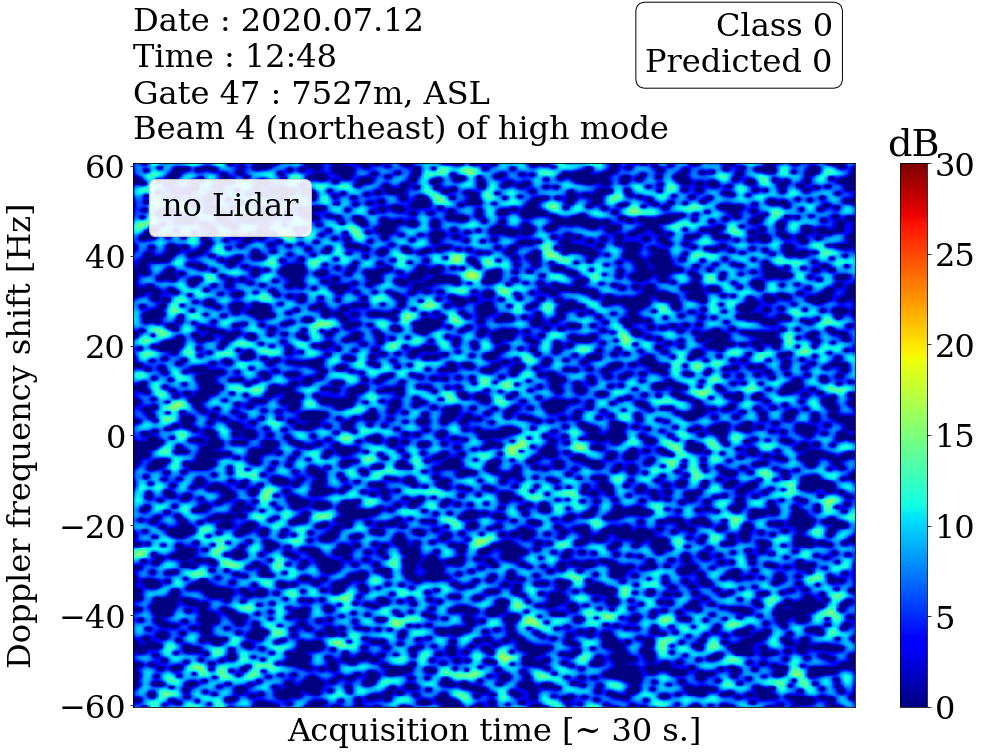 Date : 2020.07.12
Time : 12:48
Gate 47 : 7527m, ASL
Beam 4 (northeast) of high mode
Class 0
Predicted 0
dB
no Lidar
Doppler frequency shift [Hz]
60
40
20
0
−20
−40
−60
30
25
20
15
10
5
0
Acquisition time [~ 30 s.]